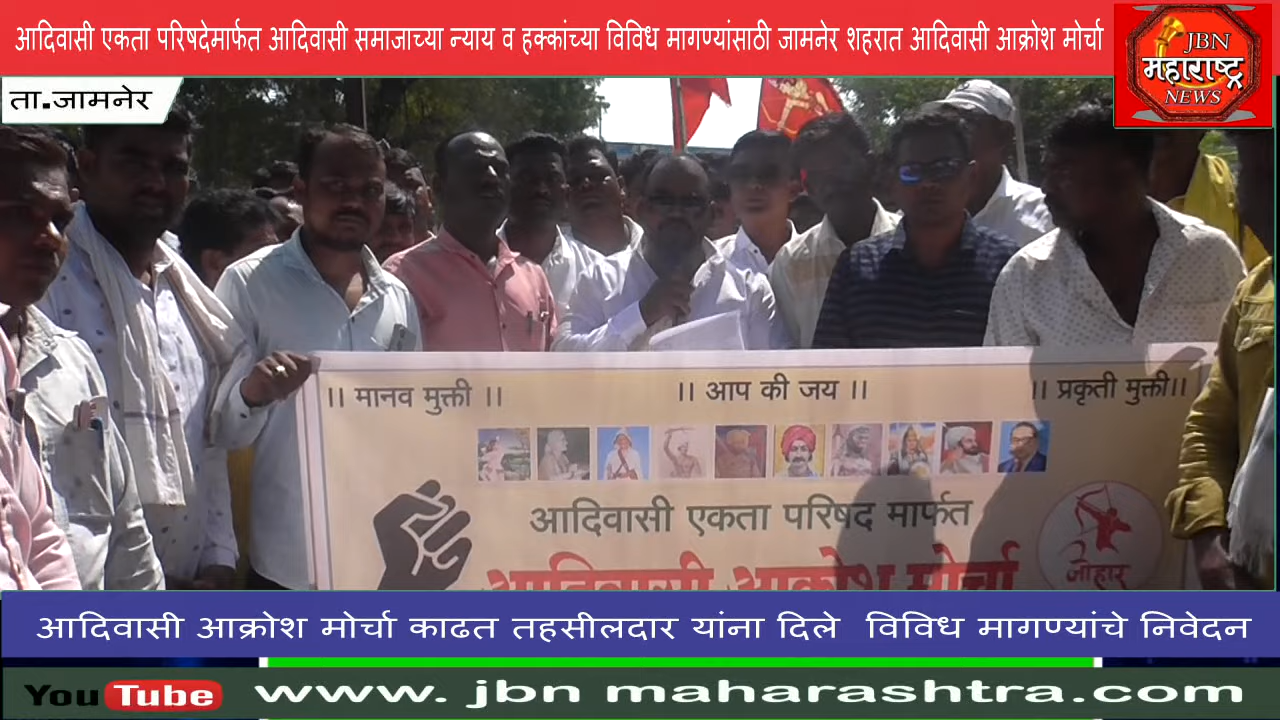 आदिवासी एकता परिषदेमार्फत आदिवासी समाजाच्या न्याय व हक्कांच्या विविध मागण्यांसाठी जामनेर शहरात आदिवासी आक्रोश मोर्चा
JBN
महाराष्ट्र
NEWS
ता.जामनेर
।। मानव मुक्ती ।। ।। आप की जय ।। ।। प्रकृती मुक्ती।।
आदिवासी एकता परिषद मार्फत
आदिवासी आक्रोश मोर्चा
जोहार
आदिवासी आक्रोश मोर्चा काढत तहसीलदार यांना दिले विविध मागण्यांचे निवेदन
YouTube www. jbn maharashtra.com